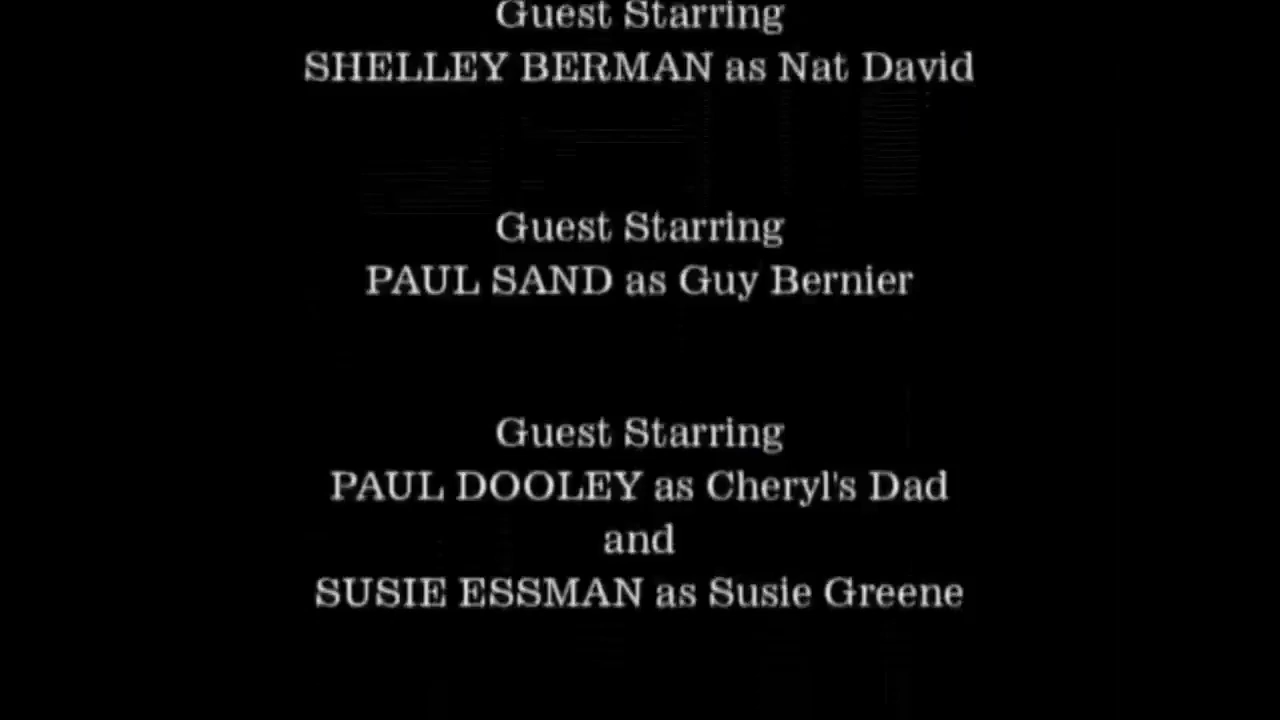 Guest Starring
SHELLEY BERMAN as Nat David
Guest Starring
PAUL SAND as Guy Bernier
Guest Starring
PAUL DOOLEY as Cheryl's Dad
and
SUSIE ESSMAN as Susie Greene